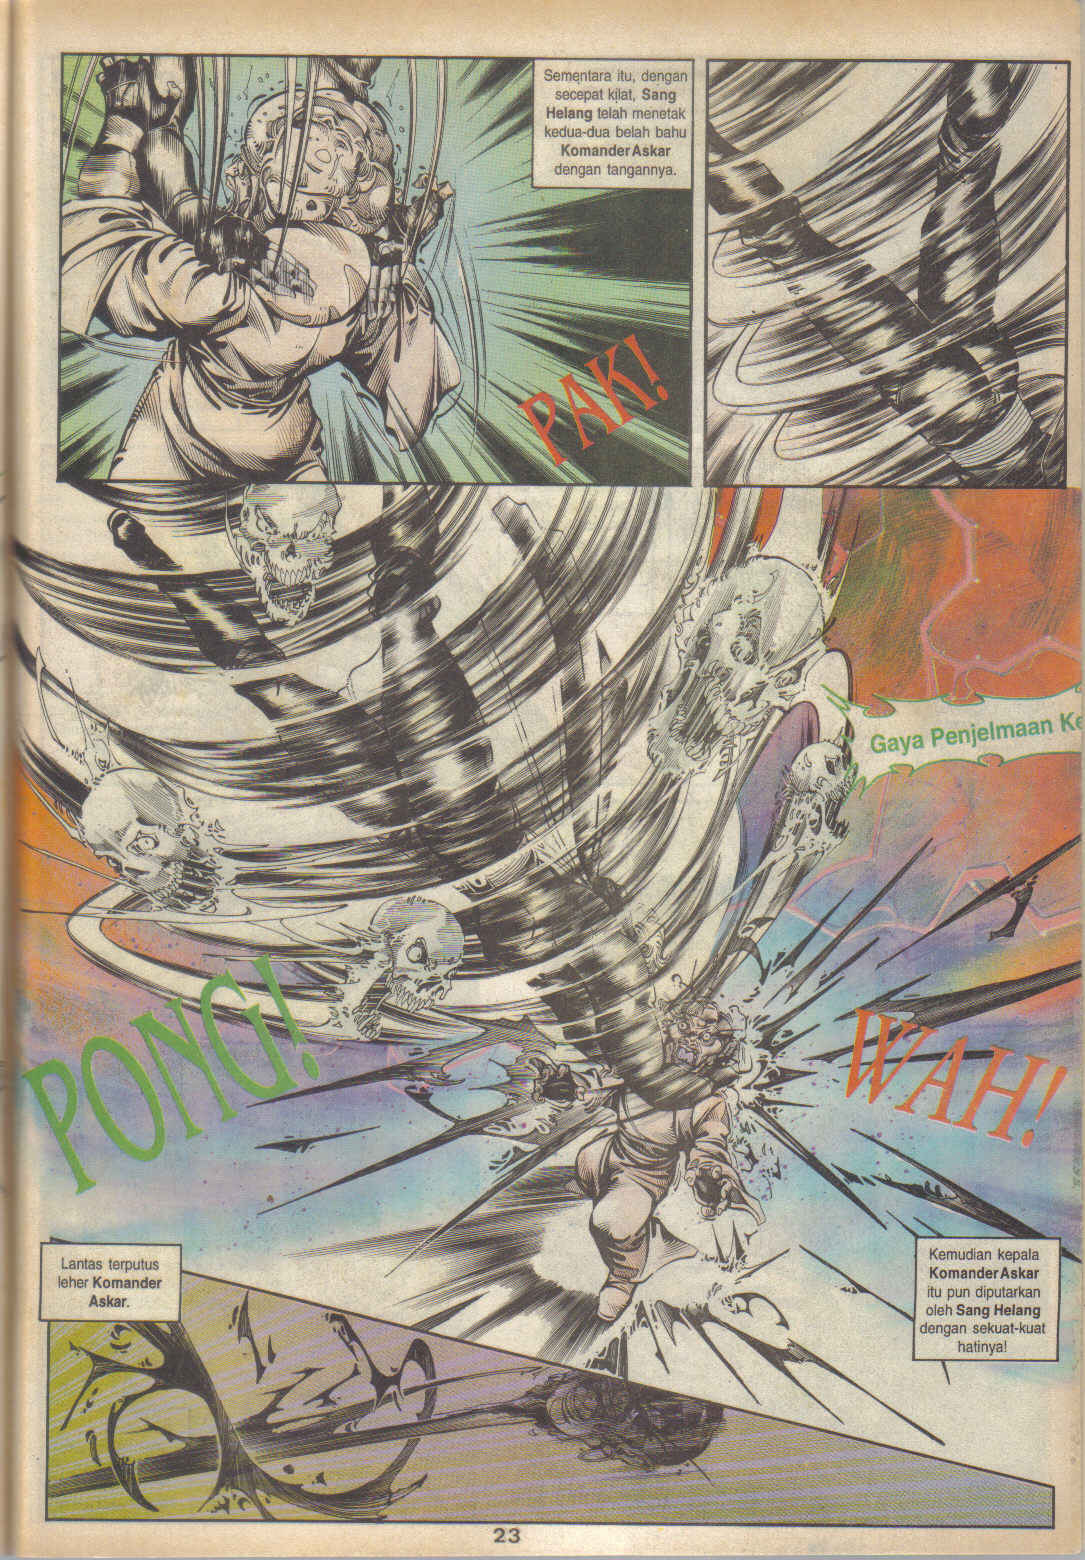 Sementara itu, dengan
secepat kilat, Sang
Helang telah menetak
kedua-dua belah bahu
Komander Askar
dengan tangannya.
PAK!
Gaya Penjelmaan
PONG!
WAH!
Lantas terputus
leher Komander
Askar.
Kemudian kepala
Komander Askar
itu pun diputarkan
oleh Sang Helang
dengan sekuat-kuat
hatinya!
23